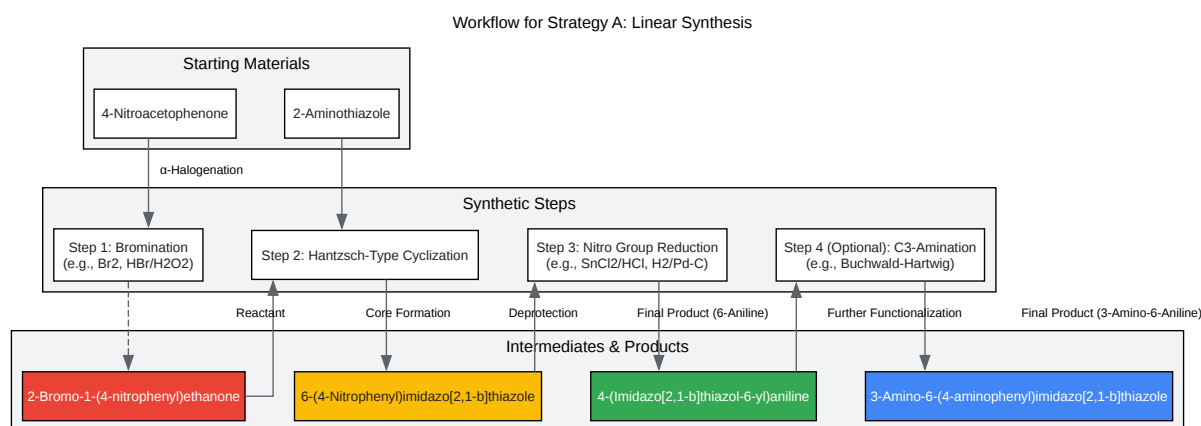 Workflow for Strategy A: Linear Synthesis
Starting Materials
4-Nitroacetophenone
2-Aminothiazole
α-Halogenation
Synthetic Steps
Step 1: Bromination
(e.g., Br2, HBr/H2O2)
Step 2: Hantzsch-Type Cyclization
Step 3: Nitro Group Reduction
(e.g., SnCl2/HCl, H2/Pd-C)
Step 4 (Optional): C3-Amination
(e.g., Buchwald-Hartwig)
Reactant
Core Formation
Deprotection
Final Product (6-Aniline)
Further Functionalization
Final Product (3-Amino-6-Aniline)
Intermediates & Products
2-Bromo-1-(4-nitrophenyl)ethanone
6-(4-Nitrophenyl)imidazo[2,1-b]thiazole
4-(Imidazo[2,1-b]thiazol-6-yl)aniline
3-Amino-6-(4-aminophenyl)imidazo[2,1-b]thiazole